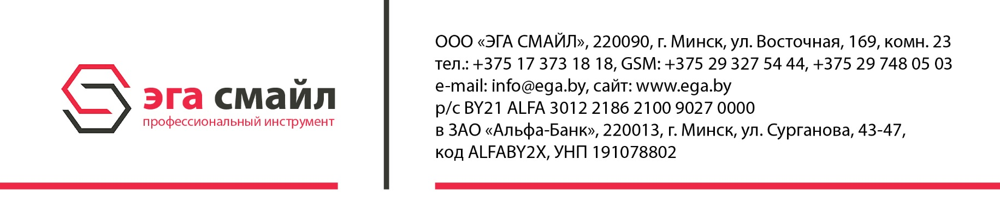 эга смайл
профессиональный инструмент
ООО «ЭГА СМАЙЛ», 220090, г. Минск, ул. Восточная, 169, комн. 23
тел.: +375 17 373 18 18, GSM: +375 29 327 54 44, +375 29 748 05 03
e-mail: info@ega.by, сайт: www.ega.by
р/с BY21 ALFA 3012 2186 2100 9027 0000
в ЗАО «Альфа-Банк», 220013, г. Минск, ул. Сурганова, 43-47,
код ALFABY2X, УНП 191078802